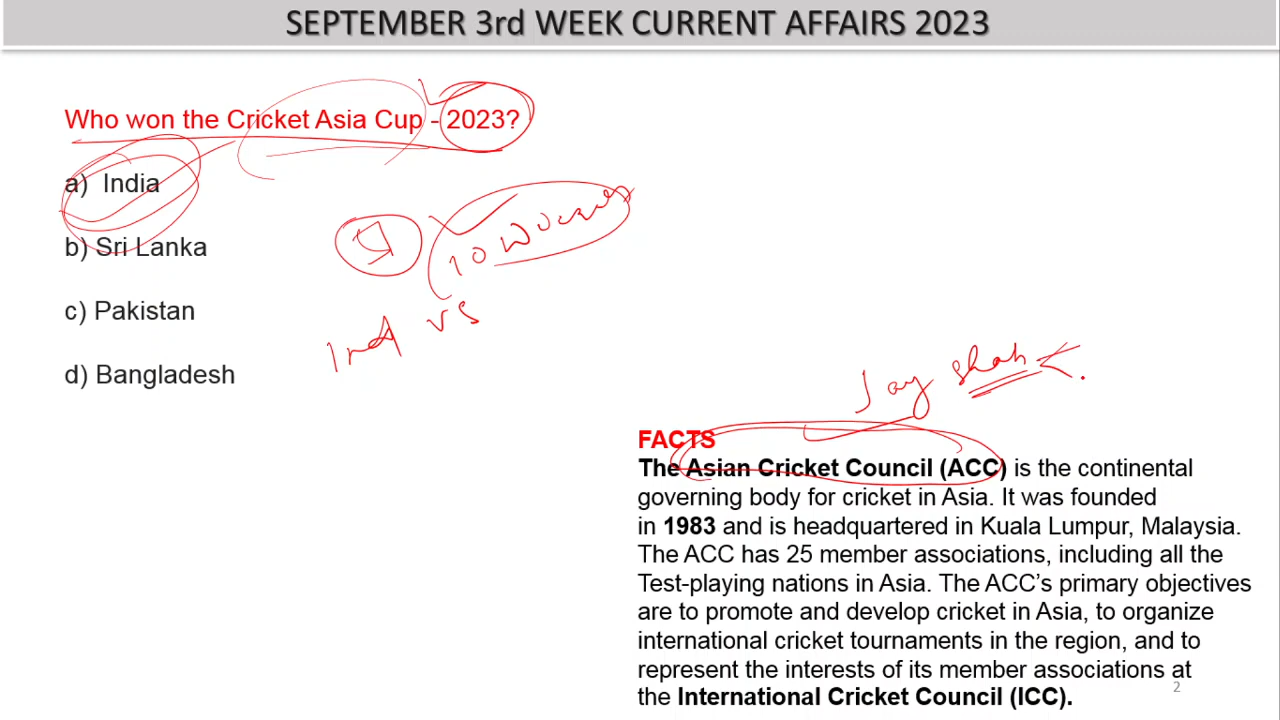 SEPTEMBER 3rd WEEK CURRENT AFFAIRS 2023
Who won the Cricket Asia Cup - 2023?
a) India
b) Sri Lanka
c) Pakistan
d) Bangladesh
10
Ind vs
Jay Shah
FACTS
The Asian Cricket Council (ACC) is the continental
governing body for cricket in Asia. It was founded
in 1983 and is headquartered in Kuala Lumpur, Malaysia.
The ACC has 25 member associations, including all the
Test-playing nations in Asia. The ACC’s primary objectives
are to promote and develop cricket in Asia, to organize
international cricket tournaments in the region, and to
represent the interests of its member associations at
the International Cricket Council (ICC).
2